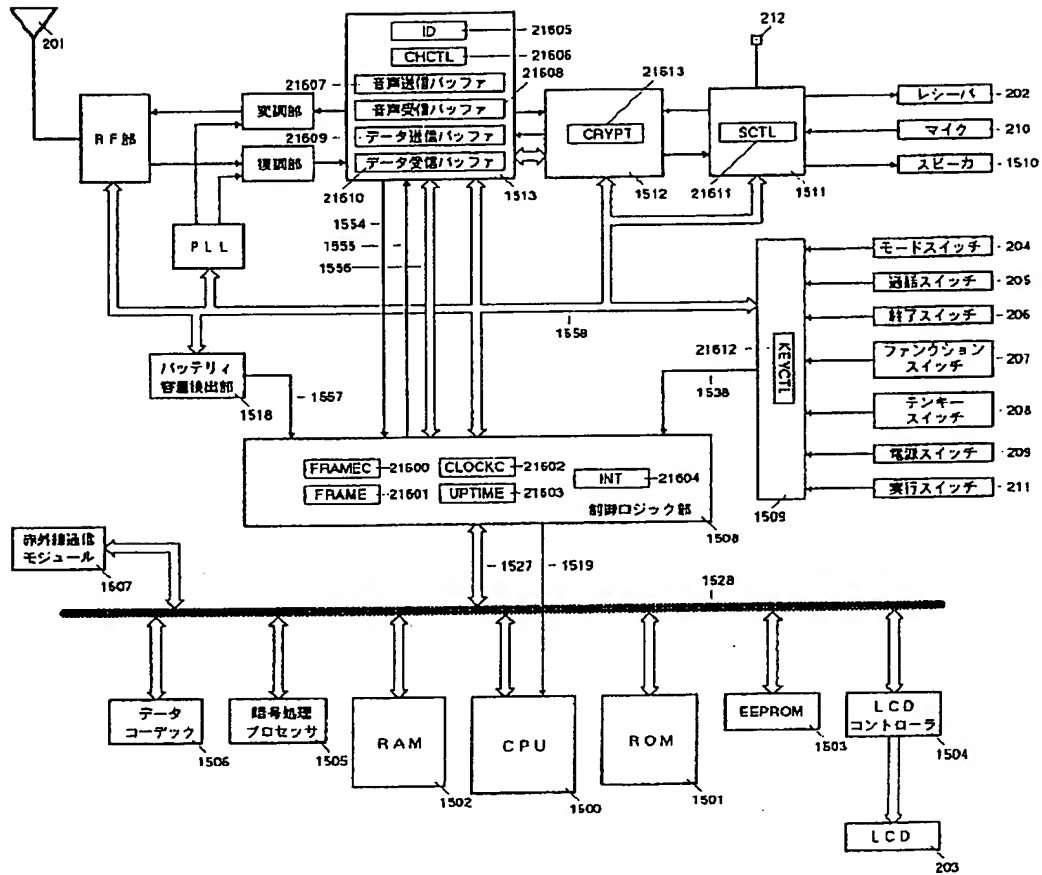 201
ID
21605
212
CHCTL
21606
21607
音声送信バッファ
21608
21613
変調部
音声受信バッファ
レシーバ
202
RF部
21609
データ送信バッファ
CRYPT
SCTL
マイク
210
復調部
データ受信バッファ
スピーカ
1510
21610
1513
1512
21611
1511
1554
PLL
1555
モードスイッチ
204
1556
通話スイッチ
205
1558
終了スイッチ
206
バッテリィ
容量検出部
1557
21612
KEYCTL
ファンクション
スイッチ
207
1518
1538
テンキー
スイッチ
208
FRAMEC
21600
CLOCKC
21602
電源スイッチ
209
FRAME
21601
UPTIME
21603
INT
21604
実行スイッチ
211
制御ロジック部
1509
1508
赤外線通信
モジュール
1507
1527
1519
1528
データ
コーデック
1506
暗号処理
プロセッサ
1505
RAM
1502
CPU
1500
ROM
1501
EEPROM
1503
LCD
コントローラ
1504
LCD
203